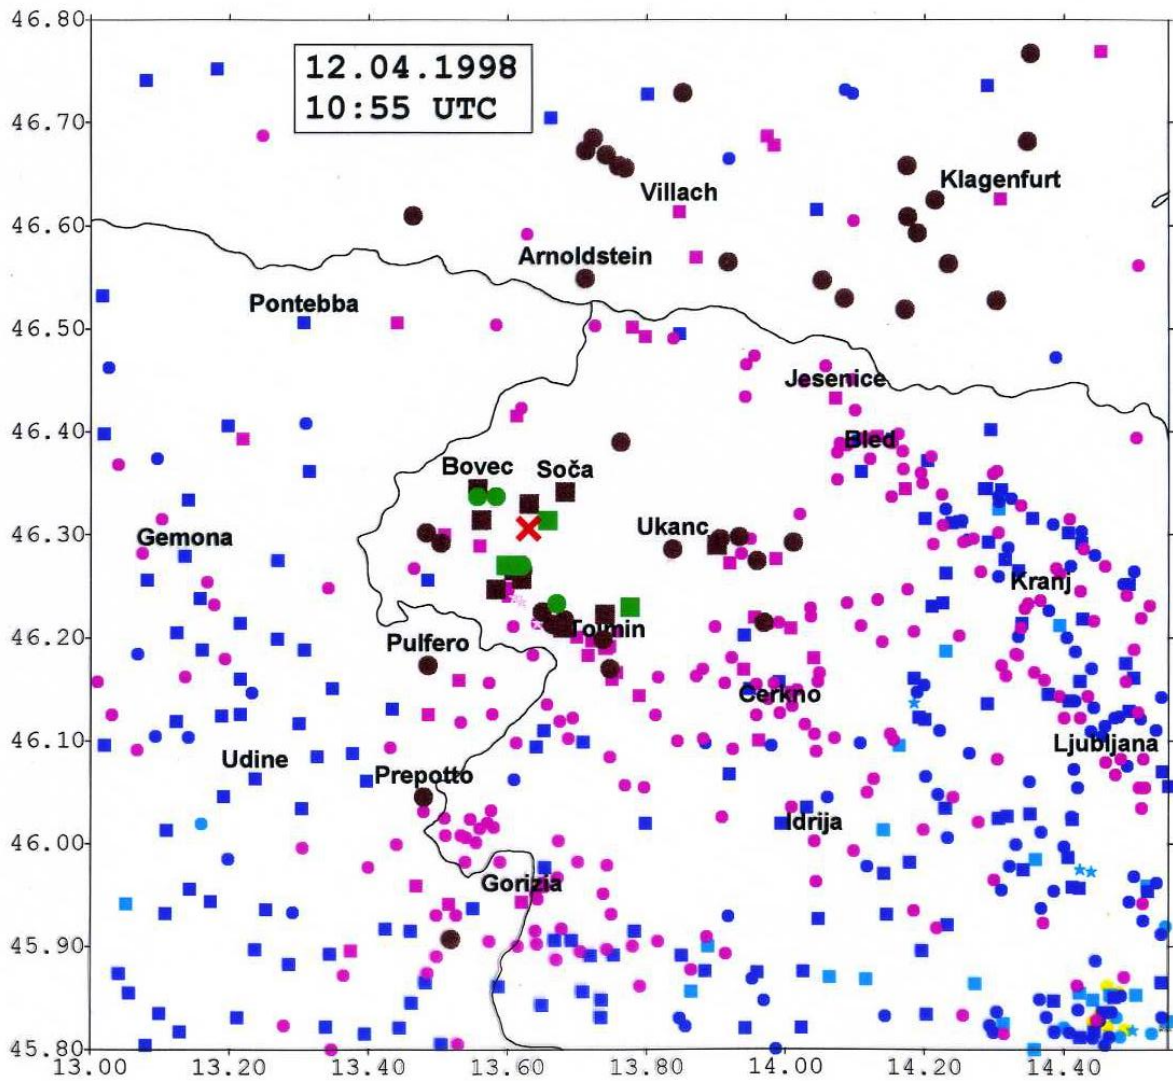 46.80
12.04.1998
10:55 UTC
46.70
Villach
Klagenfurt
46.60
Arnoldstein
Pontebba
46.50
Jesenice
Bled
46.40
Bovec
Soča
Ukanc
46.30
Gemona
Kranj
46.20
Tolmin
Pulfero
Cerkno
46.10
Ljubljana
Udine
Prepotto
46.00
Idrija
Gorizia
45.90
45.80
13.00
13.20
13.40
13.60
13.80
14.00
14.20
14.40